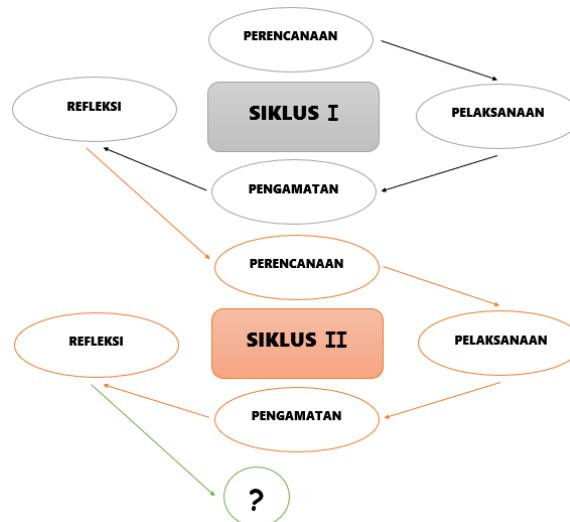 PERENCANAAN
REFLEKSI
SIKLUS I
PELAKSANAAN
PENGAMATAN
PERENCANAAN
REFLEKSI
SIKLUS II
PELAKSANAAN
PENGAMATAN
?